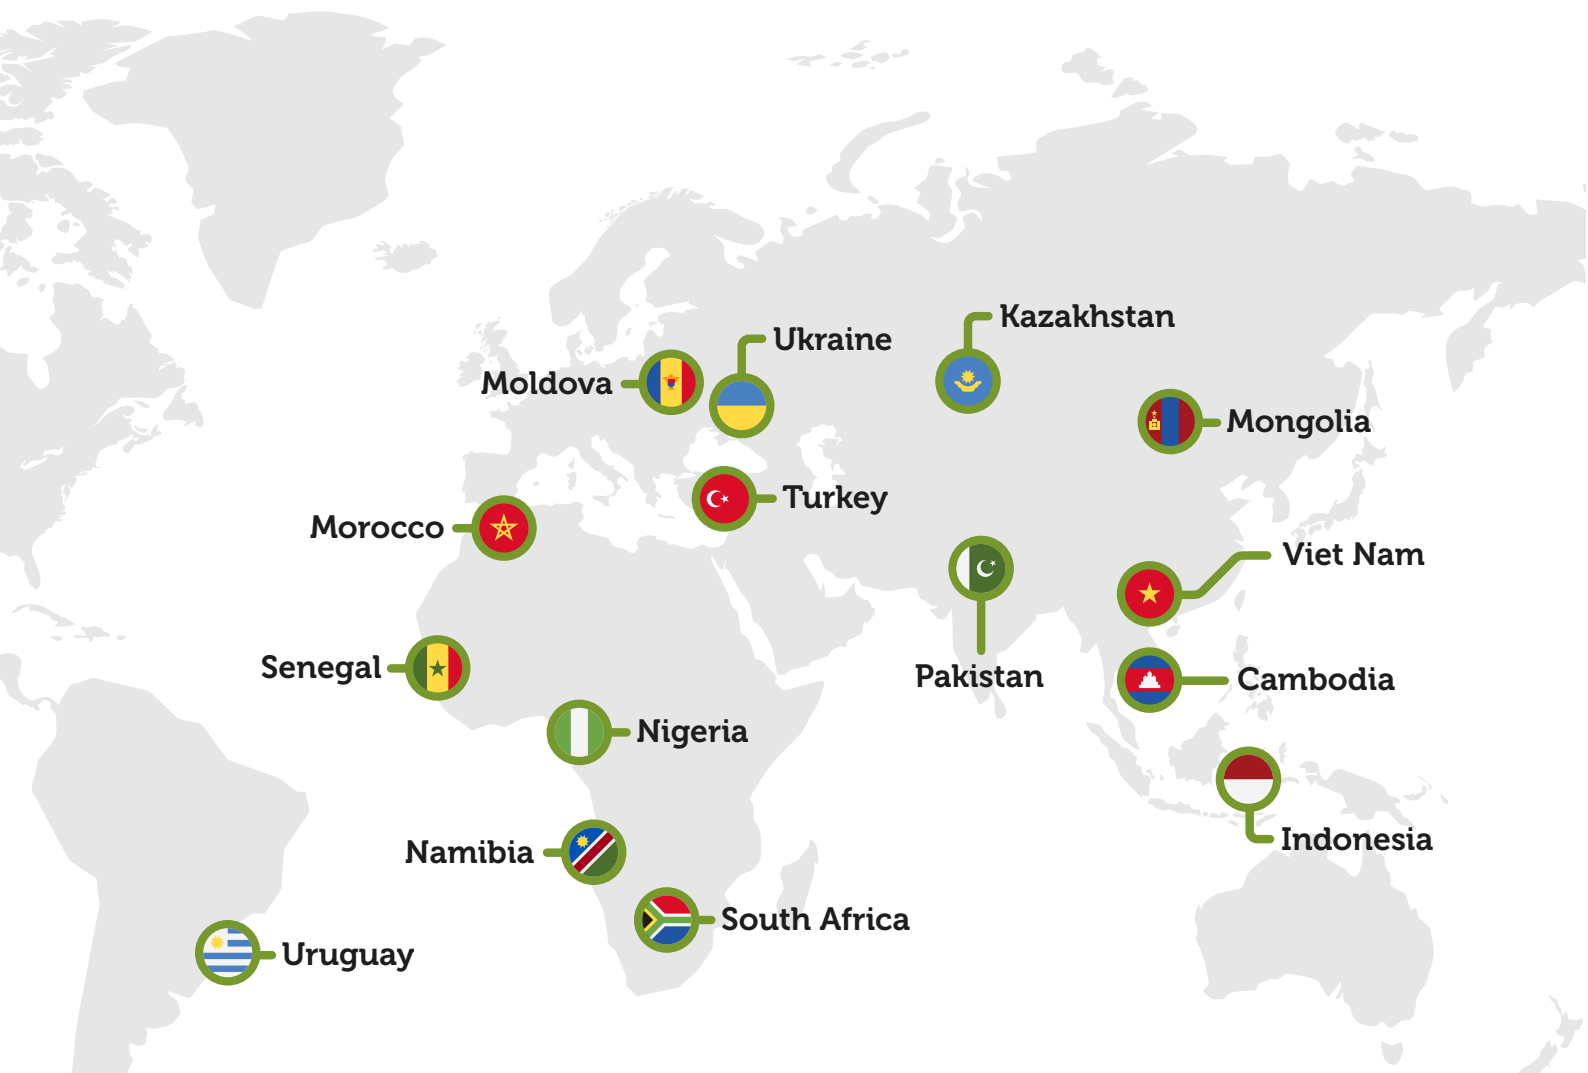 Kazakhstan
Ukraine
Moldova
Mongolia
Turkey
Morocco
Viet Nam
Senegal
Pakistan
Cambodia
Nigeria
Indonesia
Namibia
South Africa
Uruguay